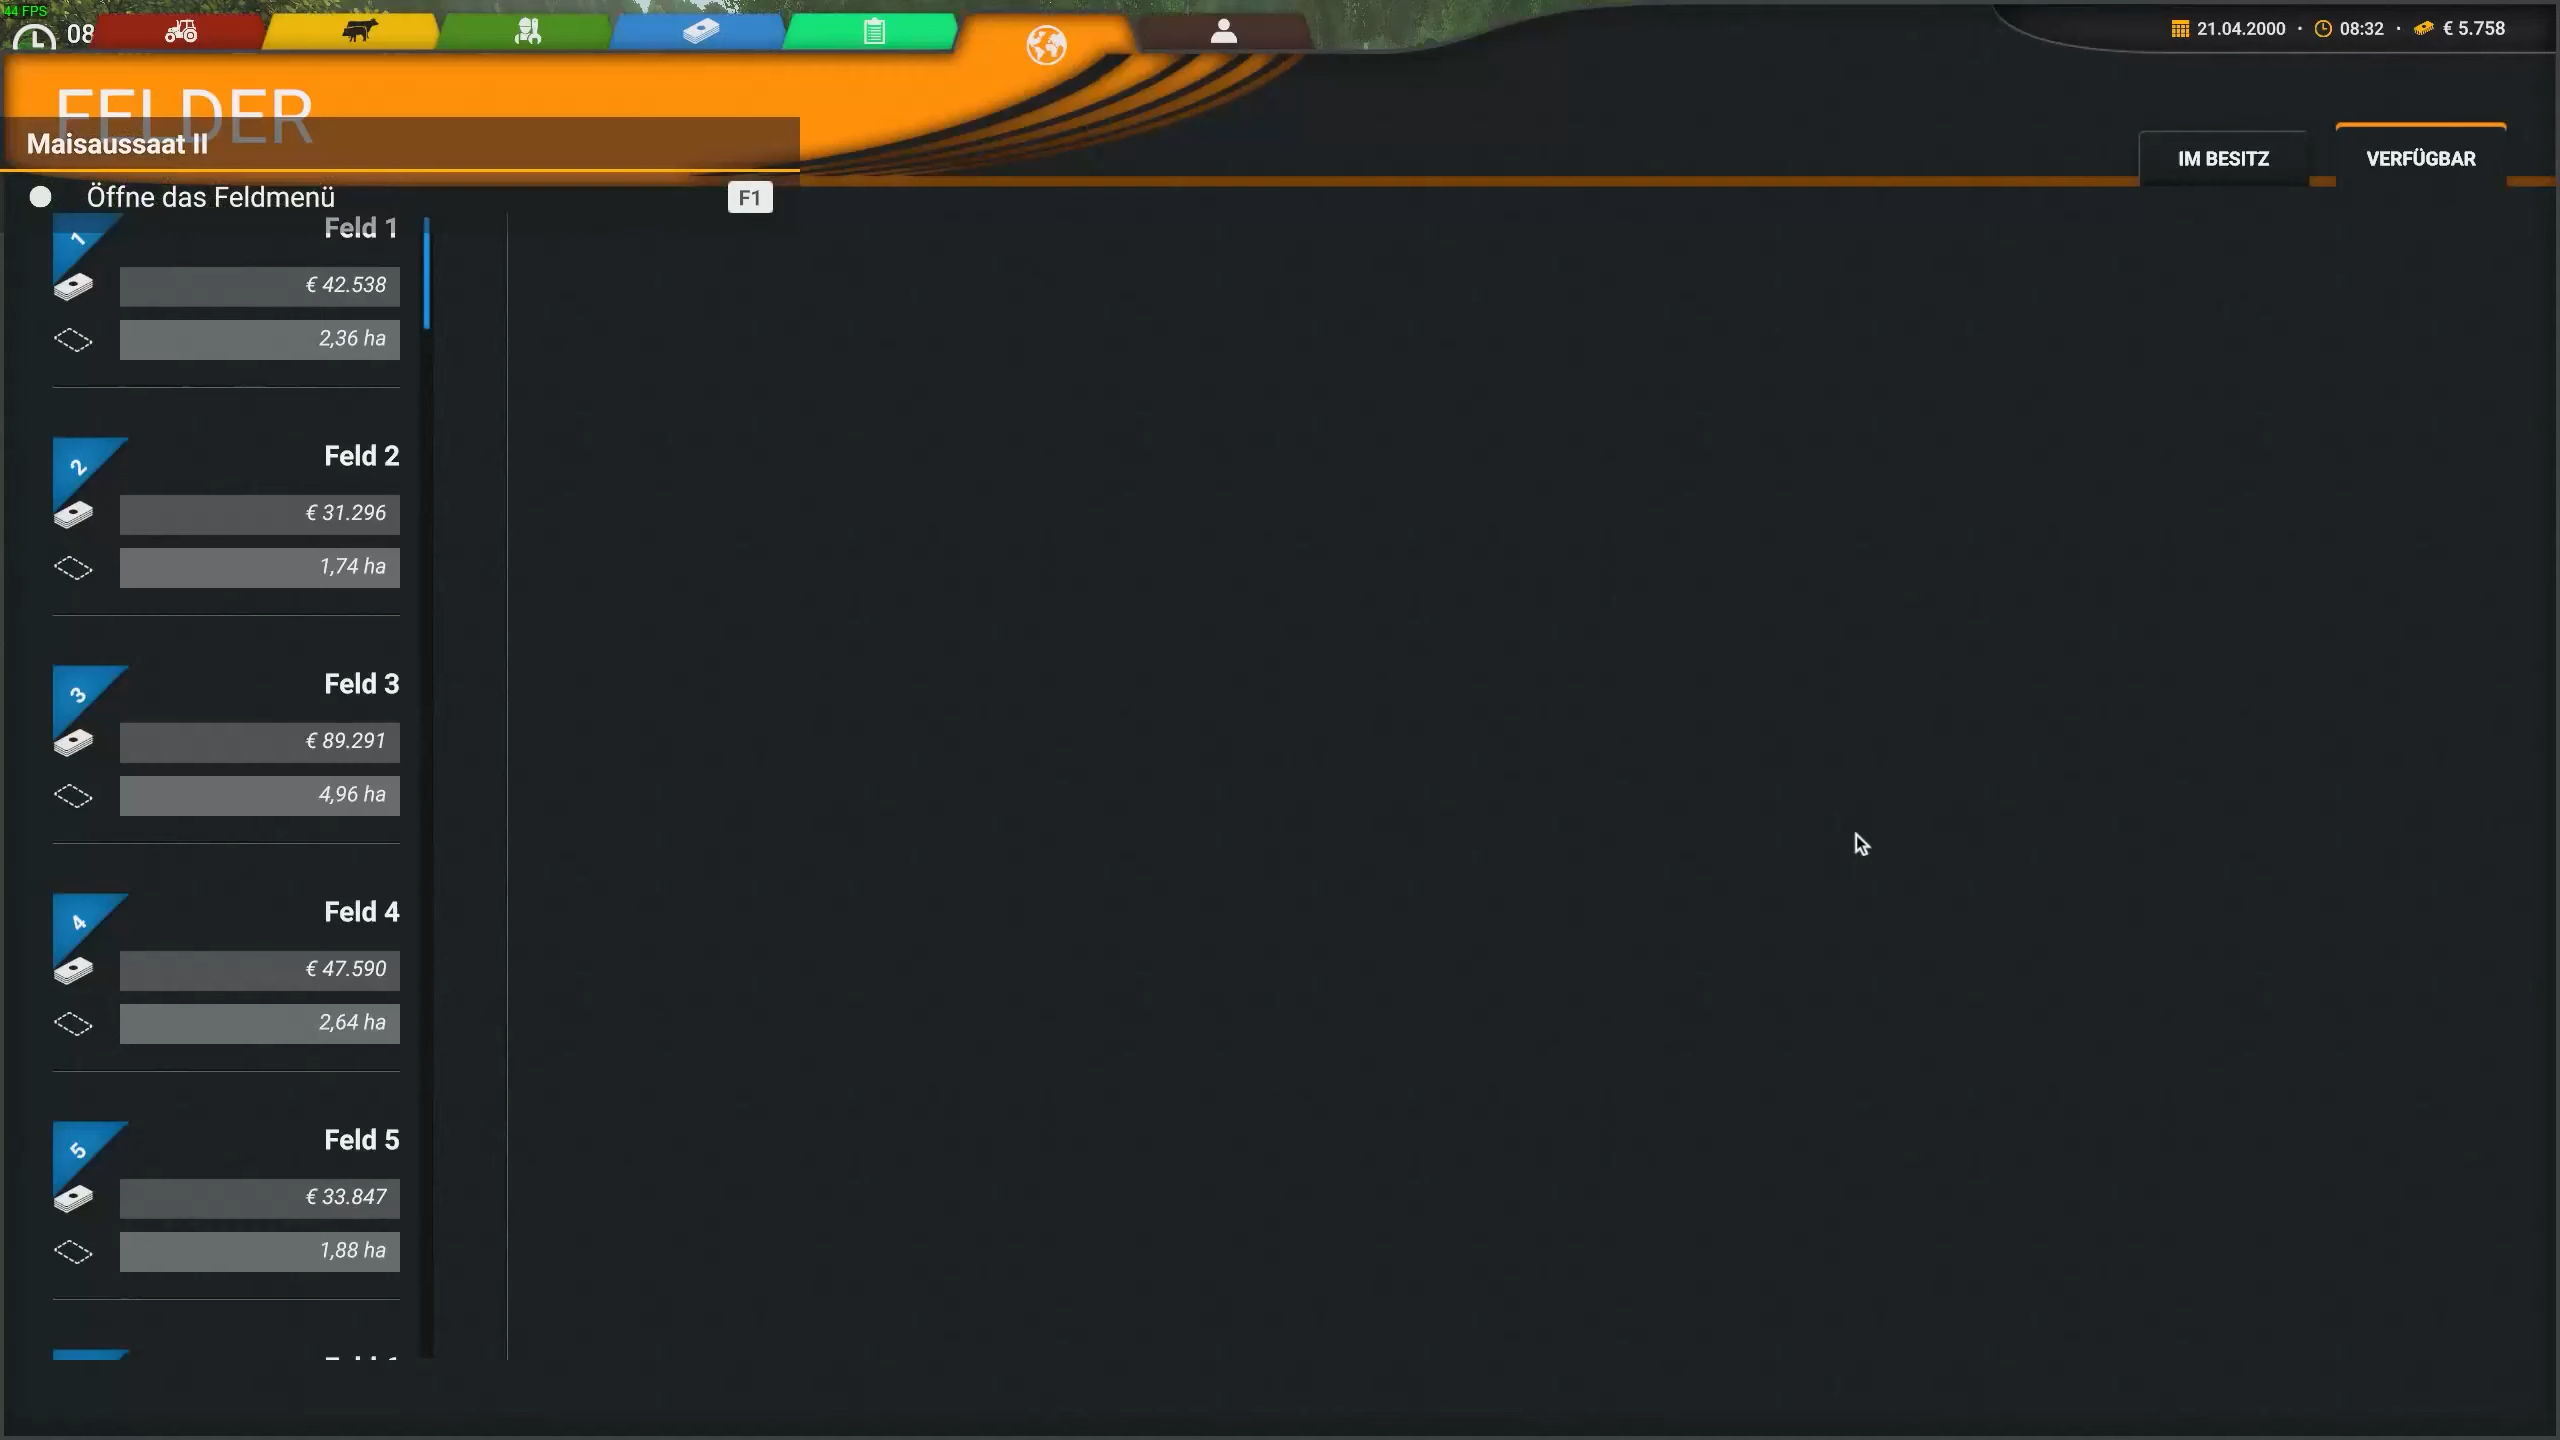 44 FPS
08
21.04.2000 · 08:32 · € 5.758
FELDER
Maisaussaat II
IM BESITZ
VERFÜGBAR
Öffne das Feldmenü F1
1 Feld 1
€ 42.538
2,36 ha
2 Feld 2
€ 31.296
1,74 ha
3 Feld 3
€ 89.291
4,96 ha
4 Feld 4
€ 47.590
2,64 ha
5 Feld 5
€ 33.847
1,88 ha